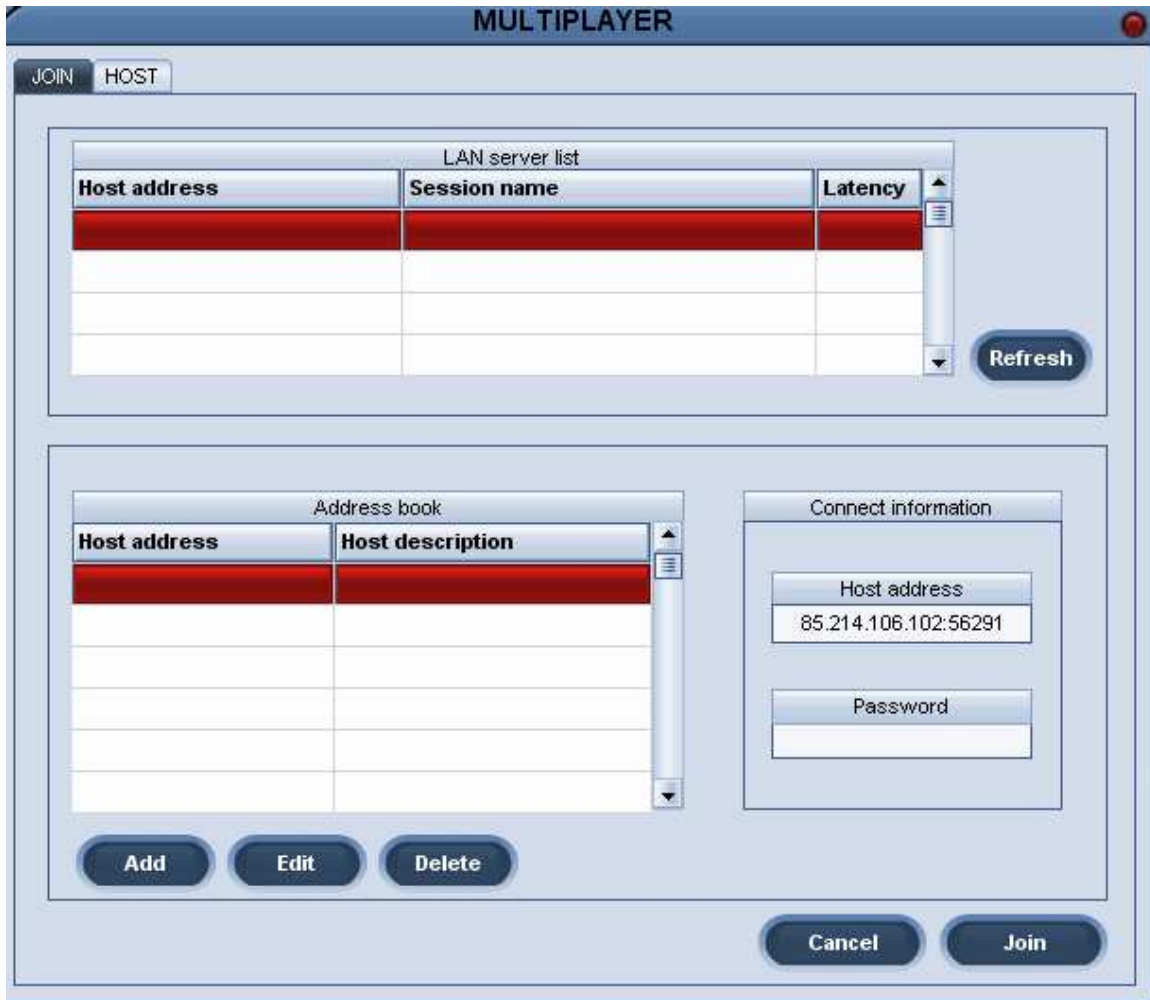 MULTIPLAYER
JOIN HOST
LAN server list
Host address Session name Latency
Refresh
Address book
Host address Host description
Connect information
Host address
85.214.106.102:56291
Password
Add Edit Delete
Cancel Join